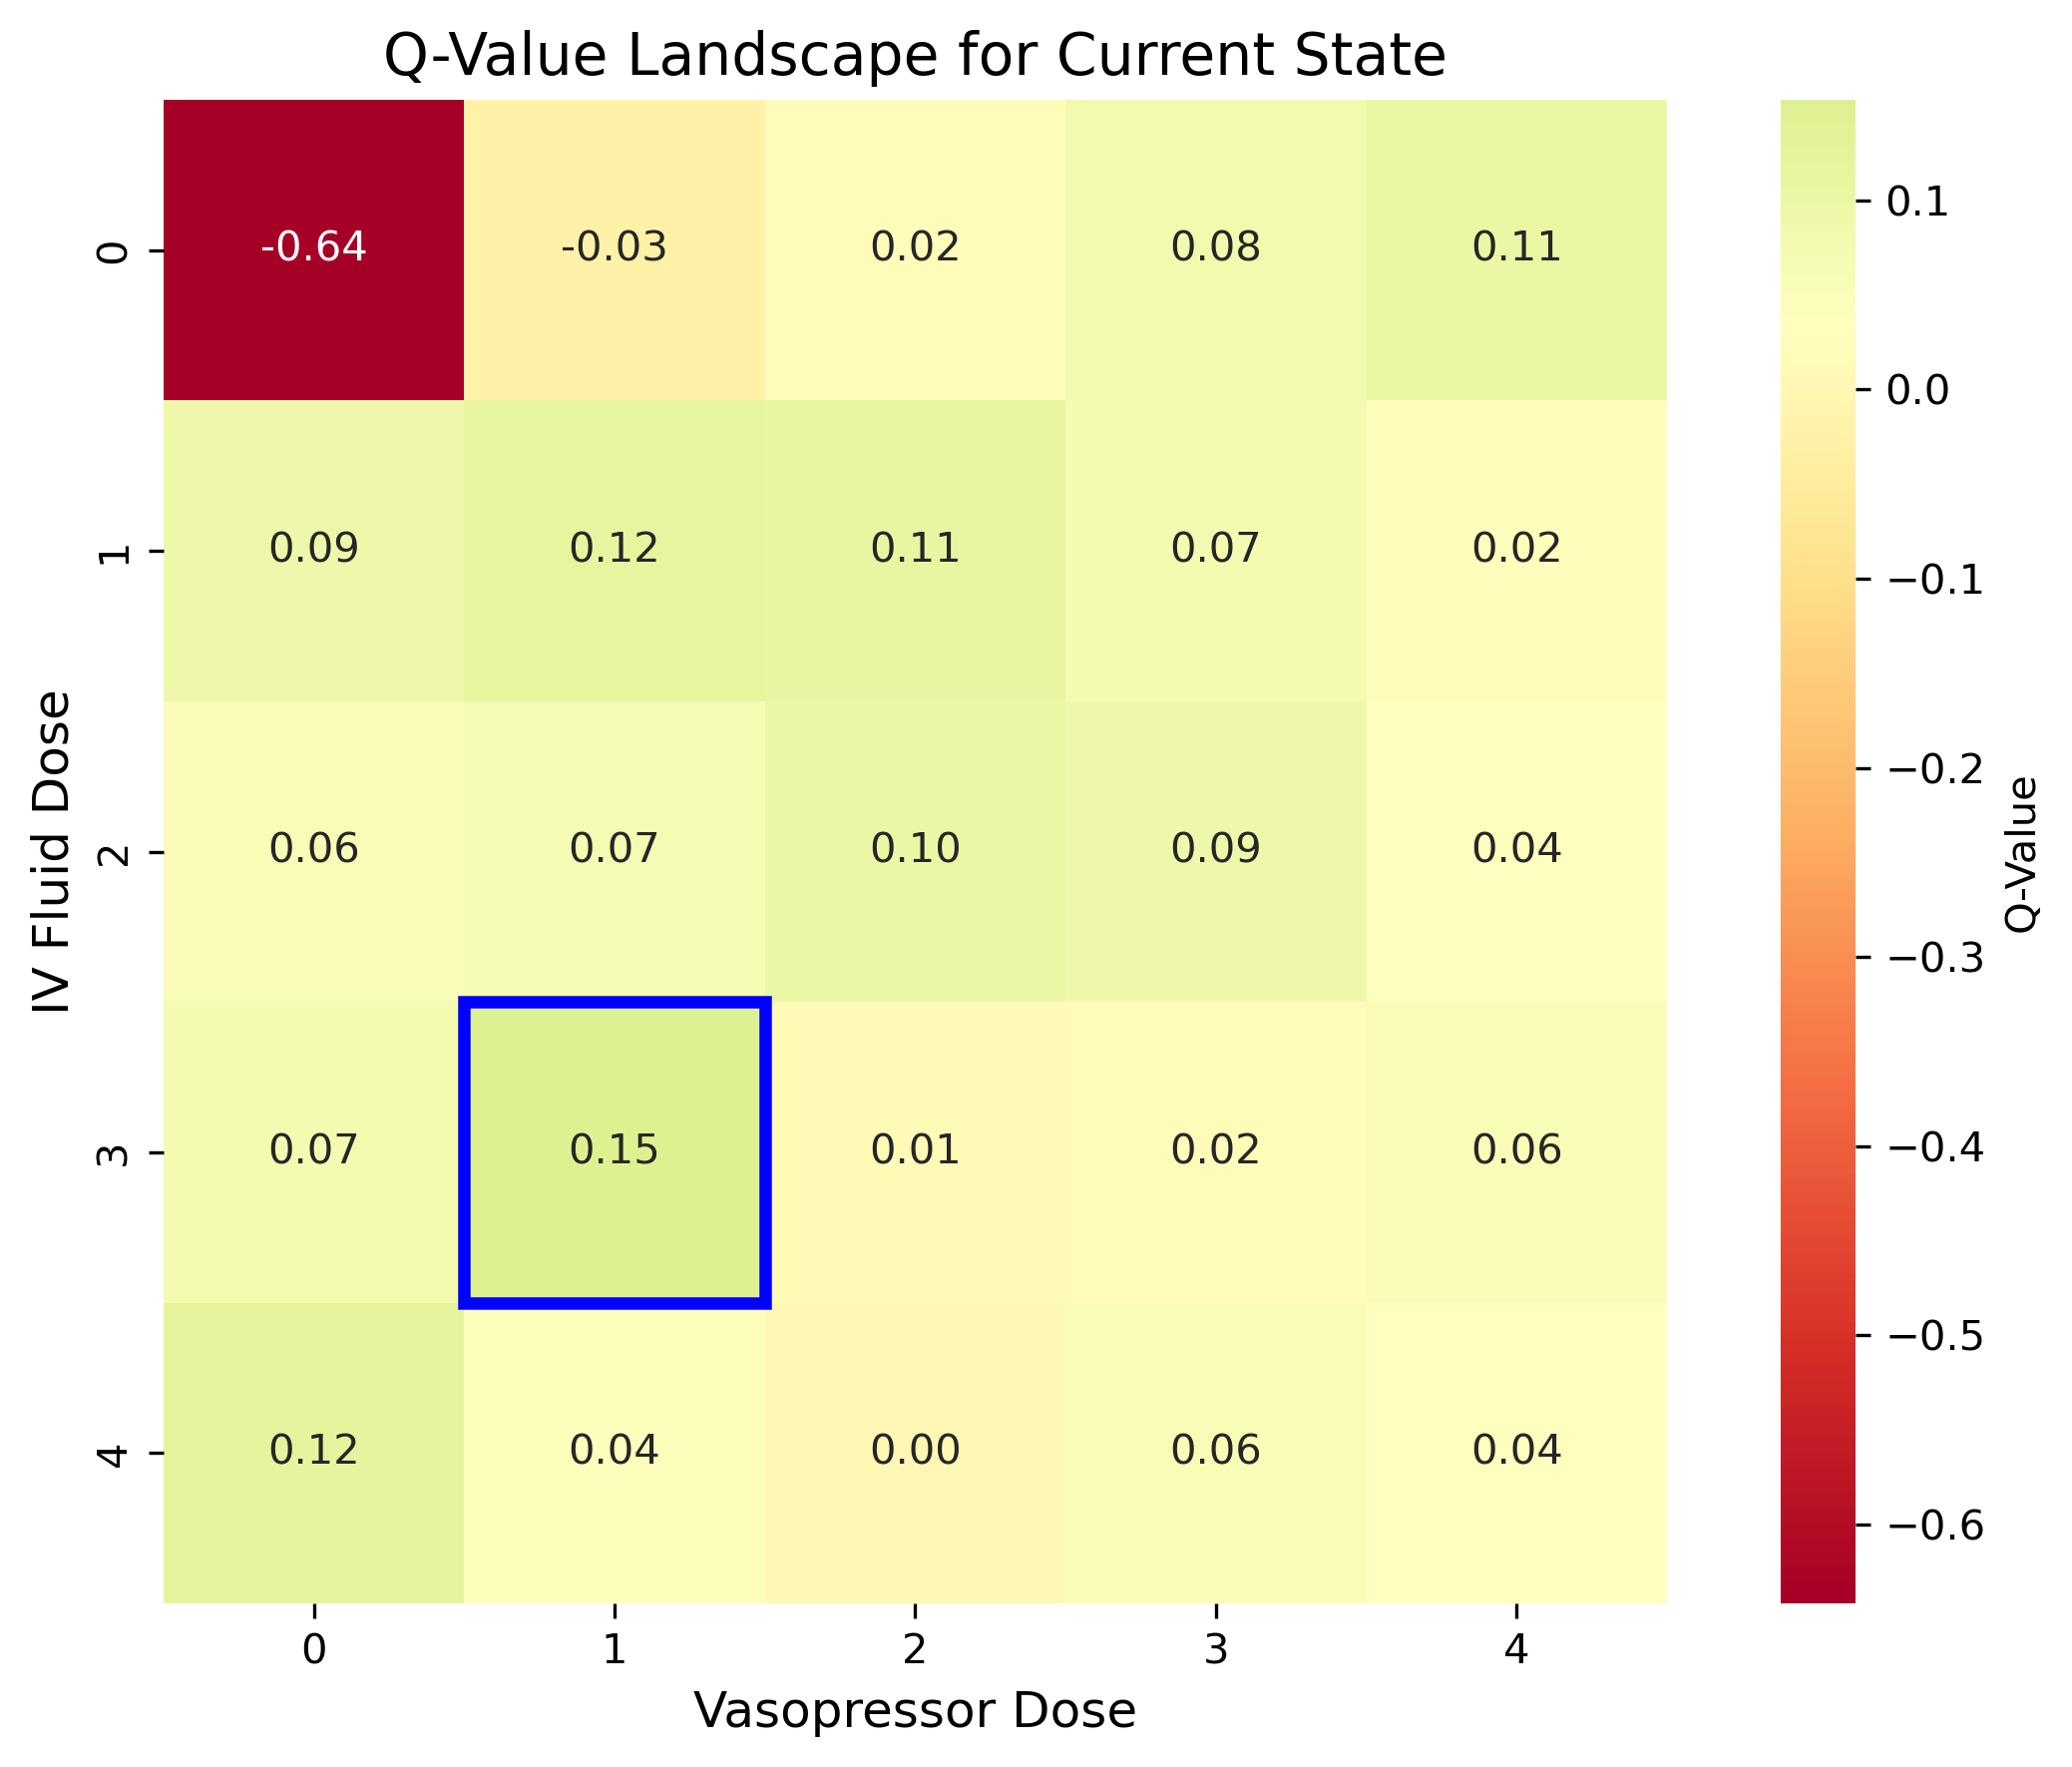 Q-Value Landscape for Current State
IV Fluid Dose
0
-0.64 -0.03 0.02 0.08 0.11
1
0.09 0.12 0.11 0.07 0.02
2
0.06 0.07 0.10 0.09 0.04
3
0.07 0.15 0.01 0.02 0.06
4
0.12 0.04 0.00 0.06 0.04
0 1 2 3 4
Vasopressor Dose
0.1
0.0
−0.1
−0.2
−0.3
−0.4
−0.5
−0.6
Q-Value